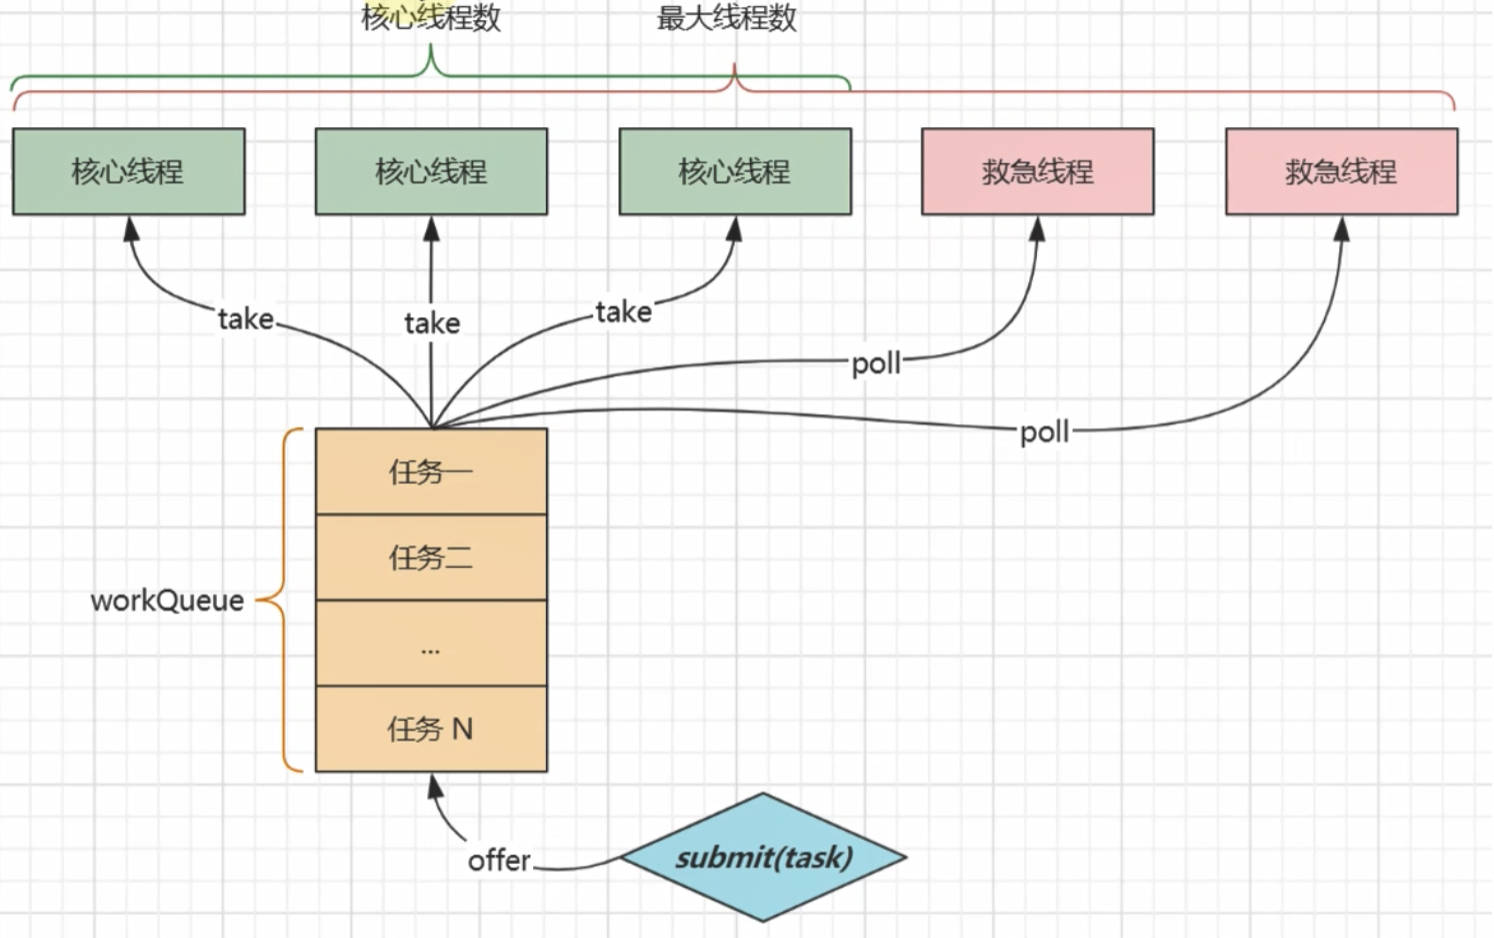 核心线程数
最大线程数
核心线程
核心线程
核心线程
救急线程
救急线程
take
take
take
poll
poll
任务一
任务二
workQueue
...
任务 N
offer
submit(task)